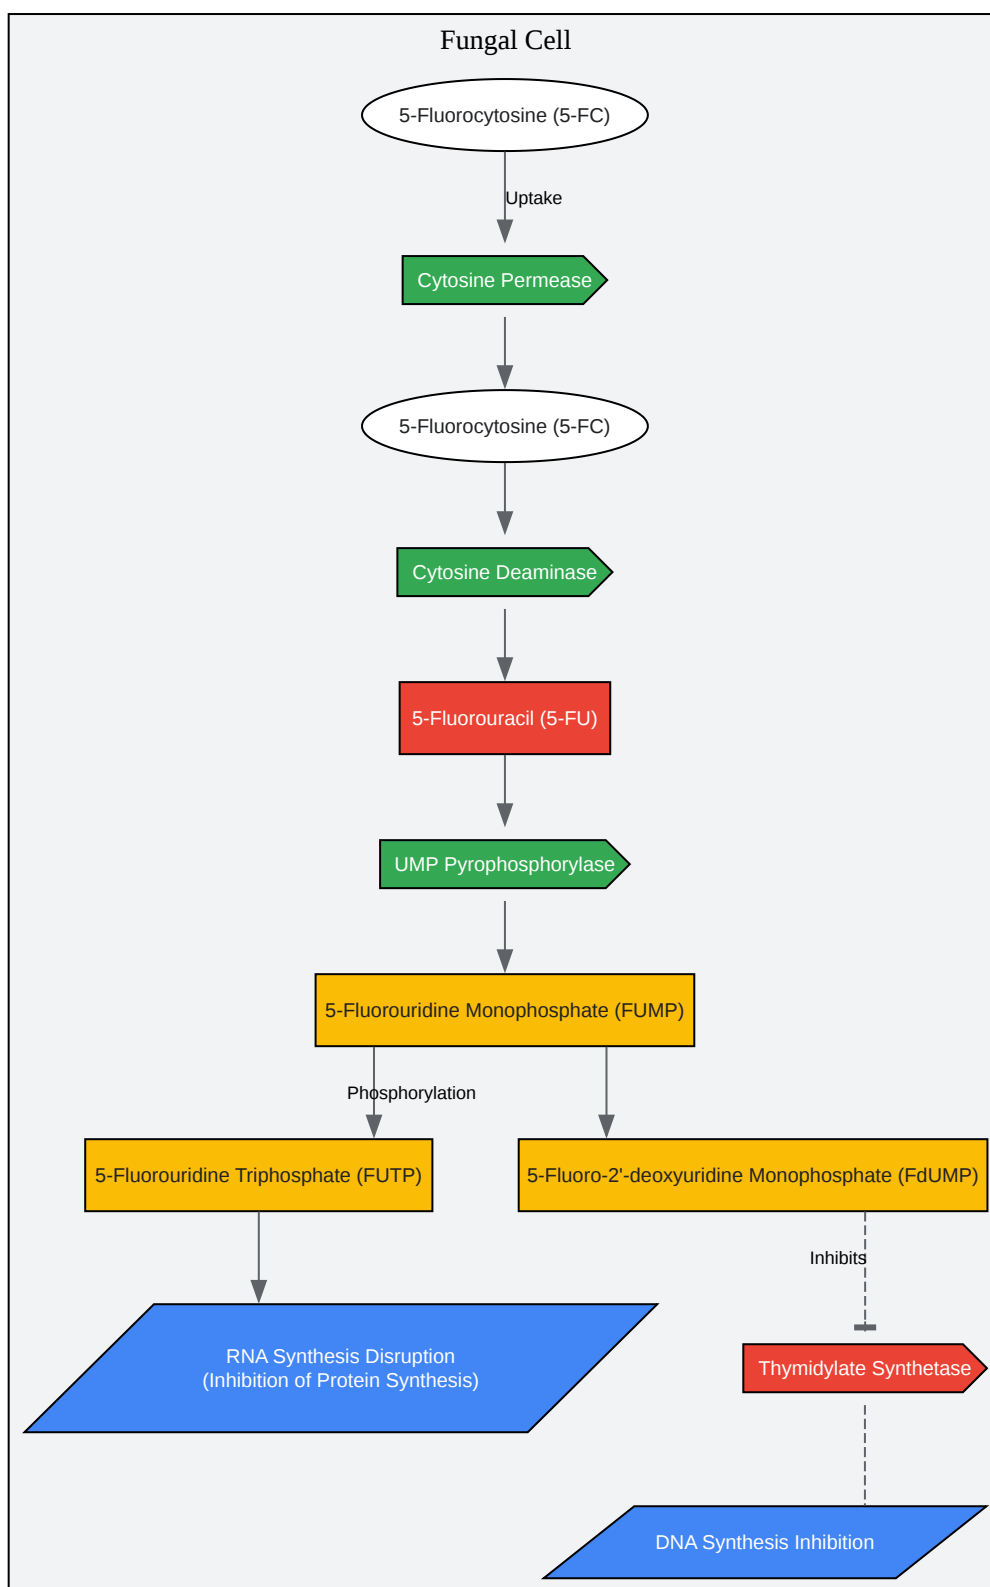 Fungal Cell
5-Fluorocytosine (5-FC)
Uptake
Cytosine Permease
5-Fluorocytosine (5-FC)
Cytosine Deaminase
5-Fluorouracil (5-FU)
UMP Pyrophosphorylase
5-Fluorouridine Monophosphate (FUMP)
Phosphorylation
5-Fluorouridine Triphosphate (FUTP)
5-Fluoro-2'-deoxyuridine Monophosphate (FdUMP)
Inhibits
RNA Synthesis Disruption
(Inhibition of Protein Synthesis)
Thymidylate Synthetase
DNA Synthesis Inhibition